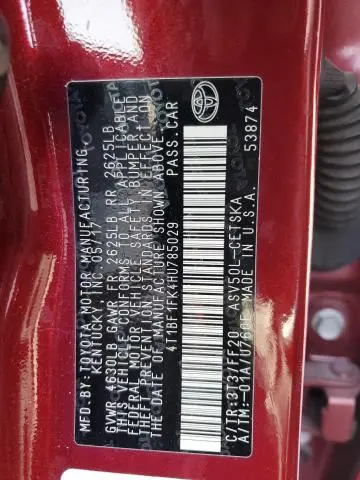 MFD. BY: TOYOTA MOTOR MANUFACTURING,
KENTUCKY, INC. 05/17
GVWR 4630LB GAWR FR 2625LB RR 2625LB
THIS VEHICLE CONFORMS TO ALL APPLICABLE
FEDERAL MOTOR VEHICLE SAFETY, BUMPER, AND
THEFT PREVENTION STANDARDS IN EFFECT ON
THE DATE OF MANUFACTURE SHOWN ABOVE.
4T1BF1FK4HU785029 PASS. CAR
TOYOTA
C/TR:3T3/FF20 ASV50L-CETSKA
A/TM:-01A/U760E MADE IN U.S.A.
53874